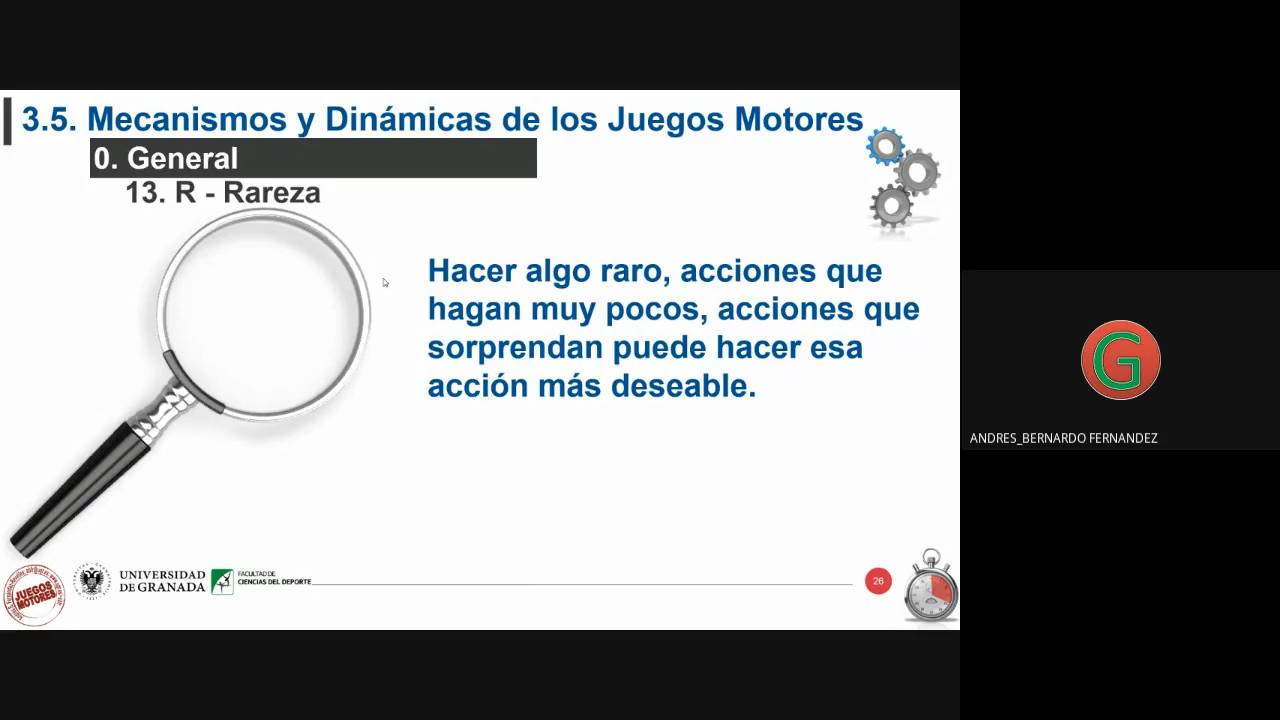 3.5. Mecanismos y Dinámicas de los Juegos Motores
0. General
13. R - Rareza
Hacer algo raro, acciones que
hagan muy pocos, acciones que
sorprendan puede hacer esa
acción más deseable.
JUEGOS
MOTORES
UNIVERSIDAD
DE GRANADA
FACULTAD DE
CIENCIAS DEL DEPORTE
26
G
ANDRES_BERNARDO FERNANDEZ